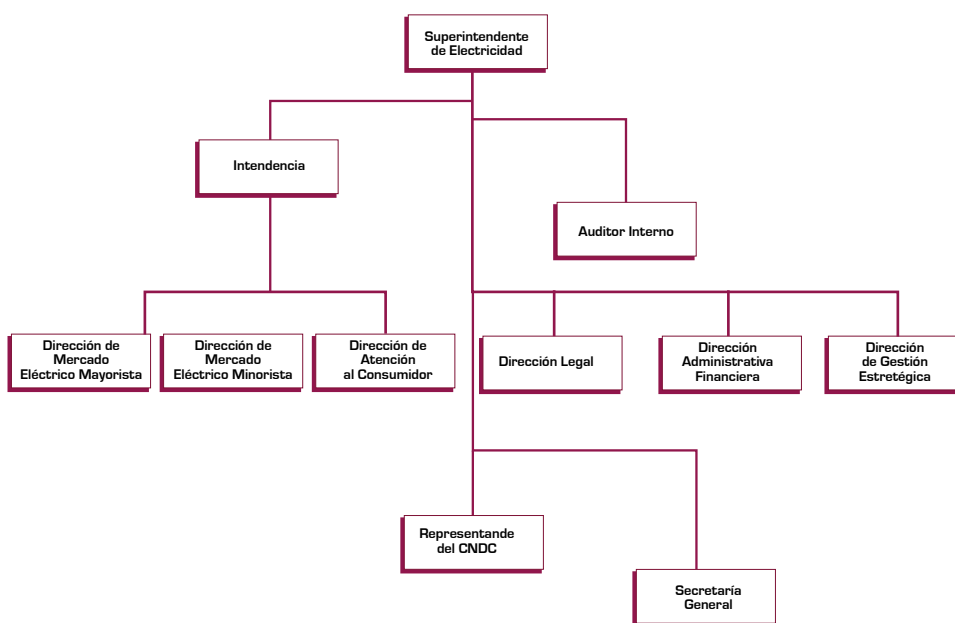 Superintendente
de Electricidad
Intendencia
Auditor Interno
Dirección de
Mercado
Eléctrico Mayorista
Dirección de
Mercado
Eléctrico Minorista
Dirección de
Atención
al Consumidor
Dirección Legal
Dirección
Administrativa
Financiera
Dirección
de Gestión
Estretégica
Representande
del CNDC
Secretaría
General